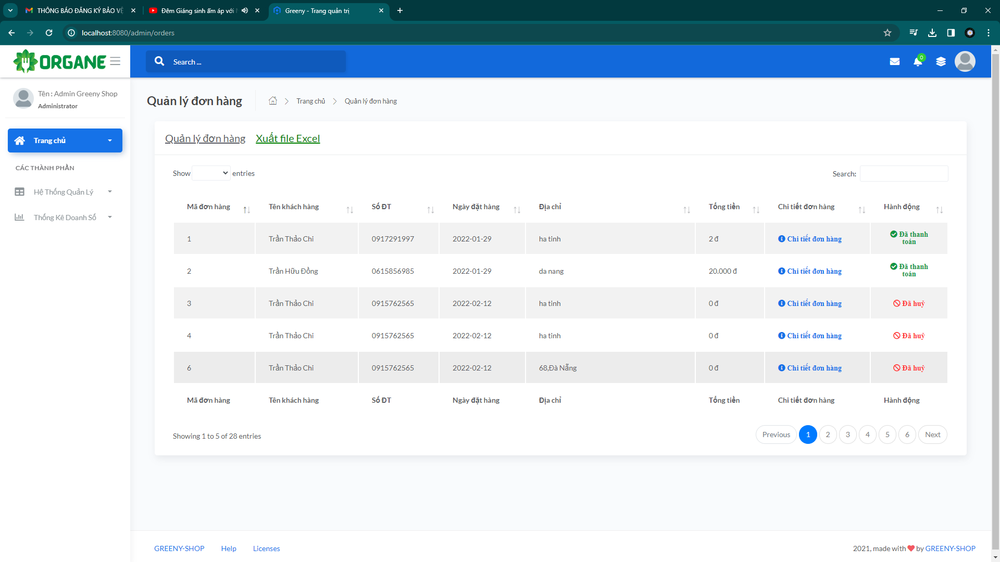 THÔNG BÁO ĐĂNG KÝ BẢO VỆ
Đêm Giáng sinh ấm áp với
Greeny - Trang quản trị
localhost:8080/admin/orders
ORGANE
Search ...
0
Tên : Admin Greeny Shop
Administrator
Quản lý đơn hàng
Trang chủ
Quản lý đơn hàng
Trang chủ
CÁC THÀNH PHẦN
Hệ Thống Quản Lý
Thống Kê Doanh Số
Quản lý đơn hàng Xuất file Excel
Show entries
Search:
Mã đơn hàng Tên khách hàng Số ĐT Ngày đặt hàng Địa chỉ Tổng tiền Chi tiết đơn hàng Hành động
1 Trần Thảo Chi 0917291997 2022-01-29 ha tinh 2 đ Chi tiết đơn hàng Đã thanh
toán
2 Trần Hữu Đồng 0615856985 2022-01-29 da nang 20.000 đ Chi tiết đơn hàng Đã thanh
toán
3 Trần Thảo Chi 0915762565 2022-02-12 ha tinh 0 đ Chi tiết đơn hàng Đã huỷ
4 Trần Thảo Chi 0915762565 2022-02-12 ha tinh 0 đ Chi tiết đơn hàng Đã huỷ
6 Trần Thảo Chi 0915762565 2022-02-12 68,Đà Nẵng 0 đ Chi tiết đơn hàng Đã huỷ
Mã đơn hàng Tên khách hàng Số ĐT Ngày đặt hàng Địa chỉ Tổng tiền Chi tiết đơn hàng Hành động
Showing 1 to 5 of 28 entries
Previous 1 2 3 4 5 6 Next
GREENY-SHOP Help Licenses
2021, made with by GREENY-SHOP